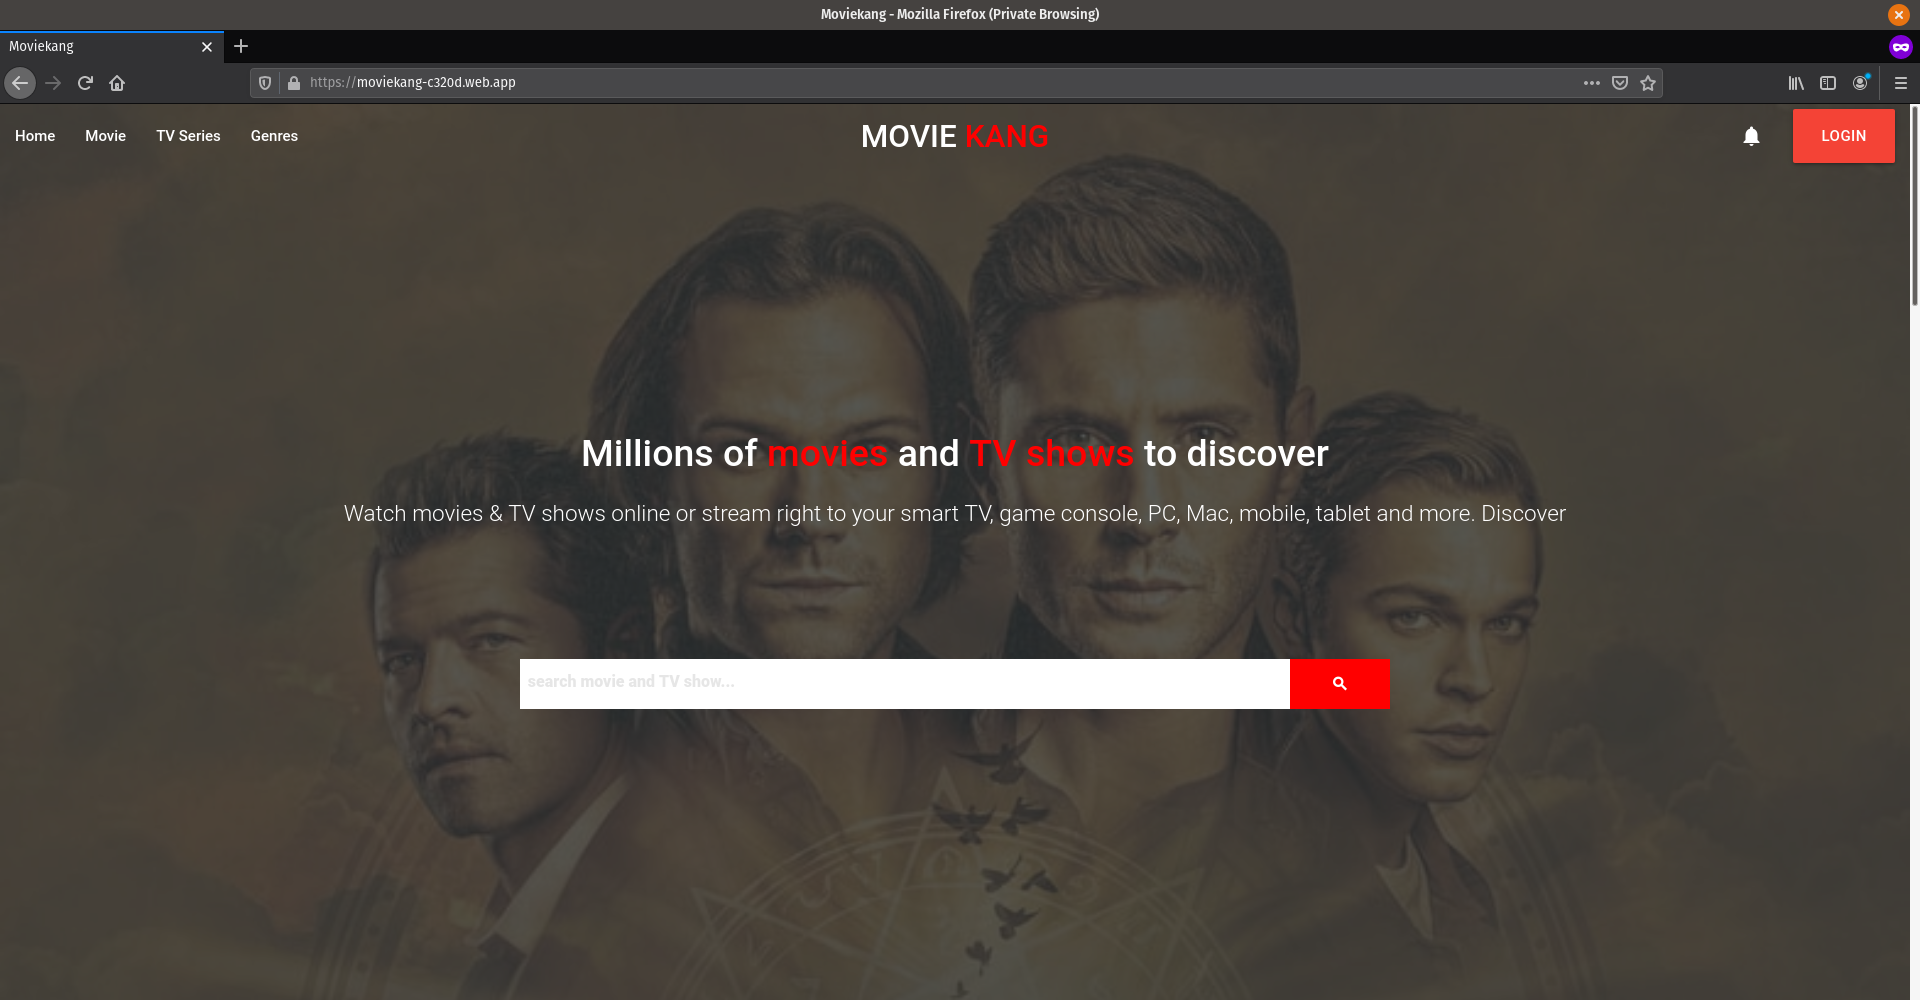 Moviekang - Mozilla Firefox (Private Browsing)
Moviekang
https://moviekang-c320d.web.app
Home Movie TV Series Genres MOVIE KANG LOGIN
Millions of movies and TV shows to discover
Watch movies & TV shows online or stream right to your smart TV, game console, PC, Mac, mobile, tablet and more. Discover
search movie and TV show...